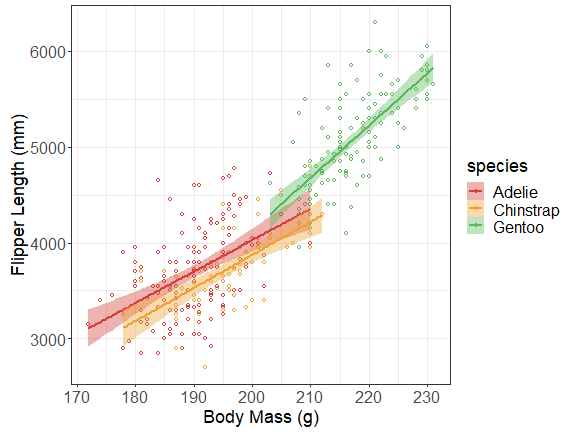 Flipper Length (mm)
6000
5000
4000
3000
170 180 190 200 210 220 230
Body Mass (g)
species
Adelie
Chinstrap
Gentoo